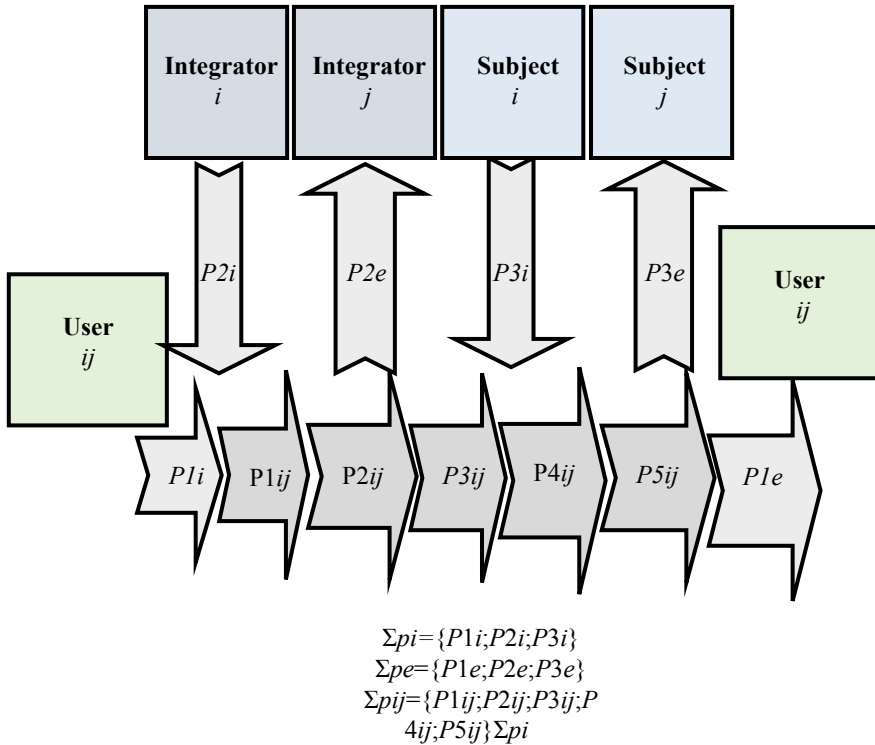 Integrator
i
Integrator
j
Subject
i
Subject
j
P2i
P2e
P3i
P3e
User
ij
User
ij
P1i
P1ij
P2ij
P3ij
P4ij
P5ij
P1e
Σpi={P1i;P2i;P3i}
Σpe={P1e;P2e;P3e}
Σpij={P1ij;P2ij;P3ij;P
4ij;P5ij}Σpi